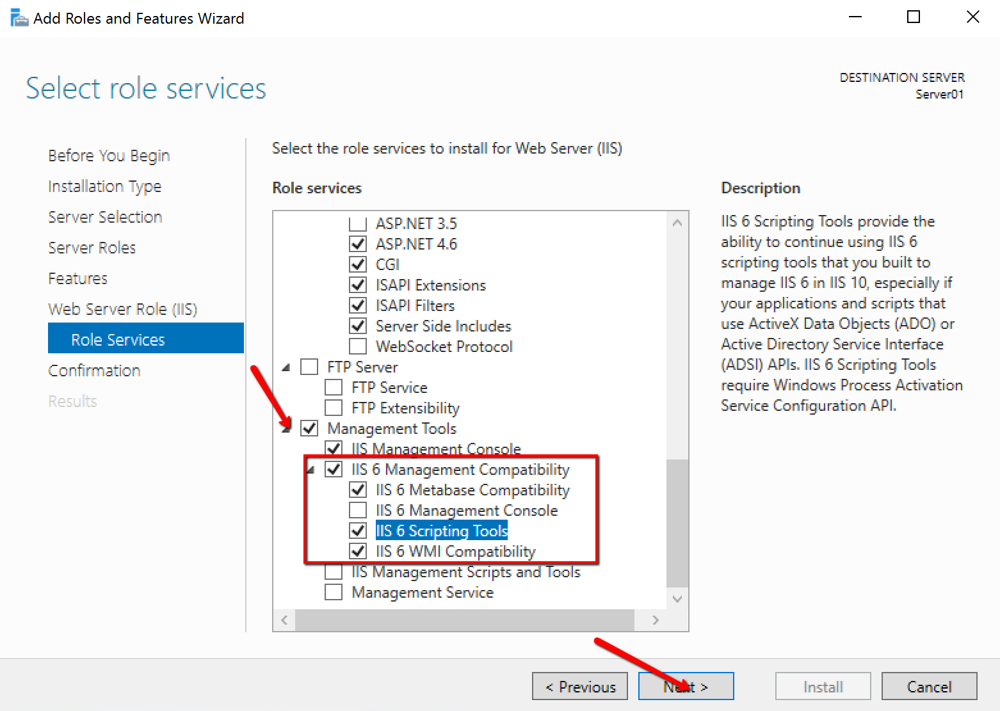 Add Roles and Features Wizard
Select role services
DESTINATION SERVER
Server01
Before You Begin
Installation Type
Server Selection
Server Roles
Features
Web Server Role (IIS)
Role Services
Confirmation
Results
Select the role services to install for Web Server (IIS)
Role services
ASP.NET 3.5
ASP.NET 4.6
CGI
ISAPI Extensions
ISAPI Filters
Server Side Includes
WebSocket Protocol
FTP Server
FTP Service
FTP Extensibility
Management Tools
IIS Management Console
IIS 6 Management Compatibility
IIS 6 Metabase Compatibility
IIS 6 Management Console
IIS 6 Scripting Tools
IIS 6 WMI Compatibility
IIS Management Scripts and Tools
Management Service
Description
IIS 6 Scripting Tools provide the
ability to continue using IIS 6
scripting tools that you built to
manage IIS 6 in IIS 10, especially if
your applications and scripts that
use ActiveX Data Objects (ADO) or
Active Directory Service Interface
(ADSI) APIs. IIS 6 Scripting Tools
require Windows Process Activation
Service Configuration API.
< Previous
Next >
Install
Cancel